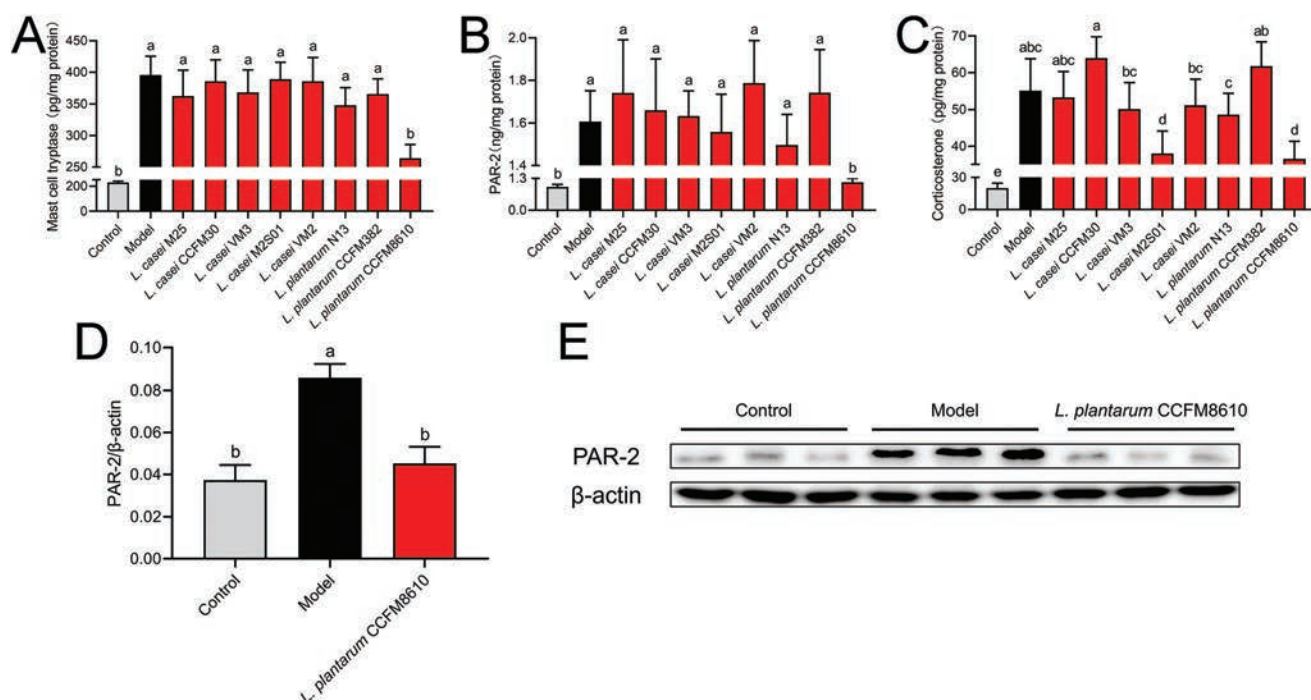 A
Mast cell tryptase (pg/mg protein)
400
350
300
250
200
0
b
a
a
a
a
a
a
a
a
b
Control
Model
L. casei M25
L. casei CCFM30
L. casei VM3
L. casei M2S01
L. casei VM2
L. plantarum N13
L. plantarum CCFM382
L. plantarum CCFM8610
B
PAR-2(ng/mg protein)
2.0
1.8
1.6
1.4
1.3
0.0
b
a
a
a
a
a
a
a
a
b
Control
Model
L. casei M25
L. casei CCFM30
L. casei VM3
L. casei M2S01
L. casei VM2
L. plantarum N13
L. plantarum CCFM382
L. plantarum CCFM8610
C
Corticosterone (pg/mg protein)
70
60
50
40
30
0
e
abc
abc
a
bc
d
bc
c
ab
d
Control
Model
L. casei M25
L. casei CCFM30
L. casei VM3
L. casei M2S01
L. casei VM2
L. plantarum N13
L. plantarum CCFM382
L. plantarum CCFM8610
D
PAR-2/β-actin
0.10
0.08
0.06
0.04
0.02
0.00
b
a
b
Control
Model
L. plantarum CCFM8610
E
Control Model L. plantarum CCFM8610
PAR-2
β-actin